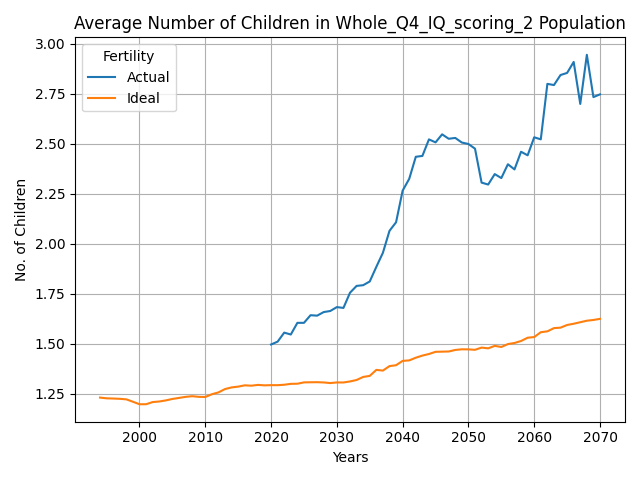 Average Number of Children in Whole_Q4_IQ_scoring_2 Population
3.00
2.75
2.50
2.25
2.00
1.75
1.50
1.25
No. of Children
Fertility
Actual
Ideal
2000 2010 2020 2030 2040 2050 2060 2070
Years